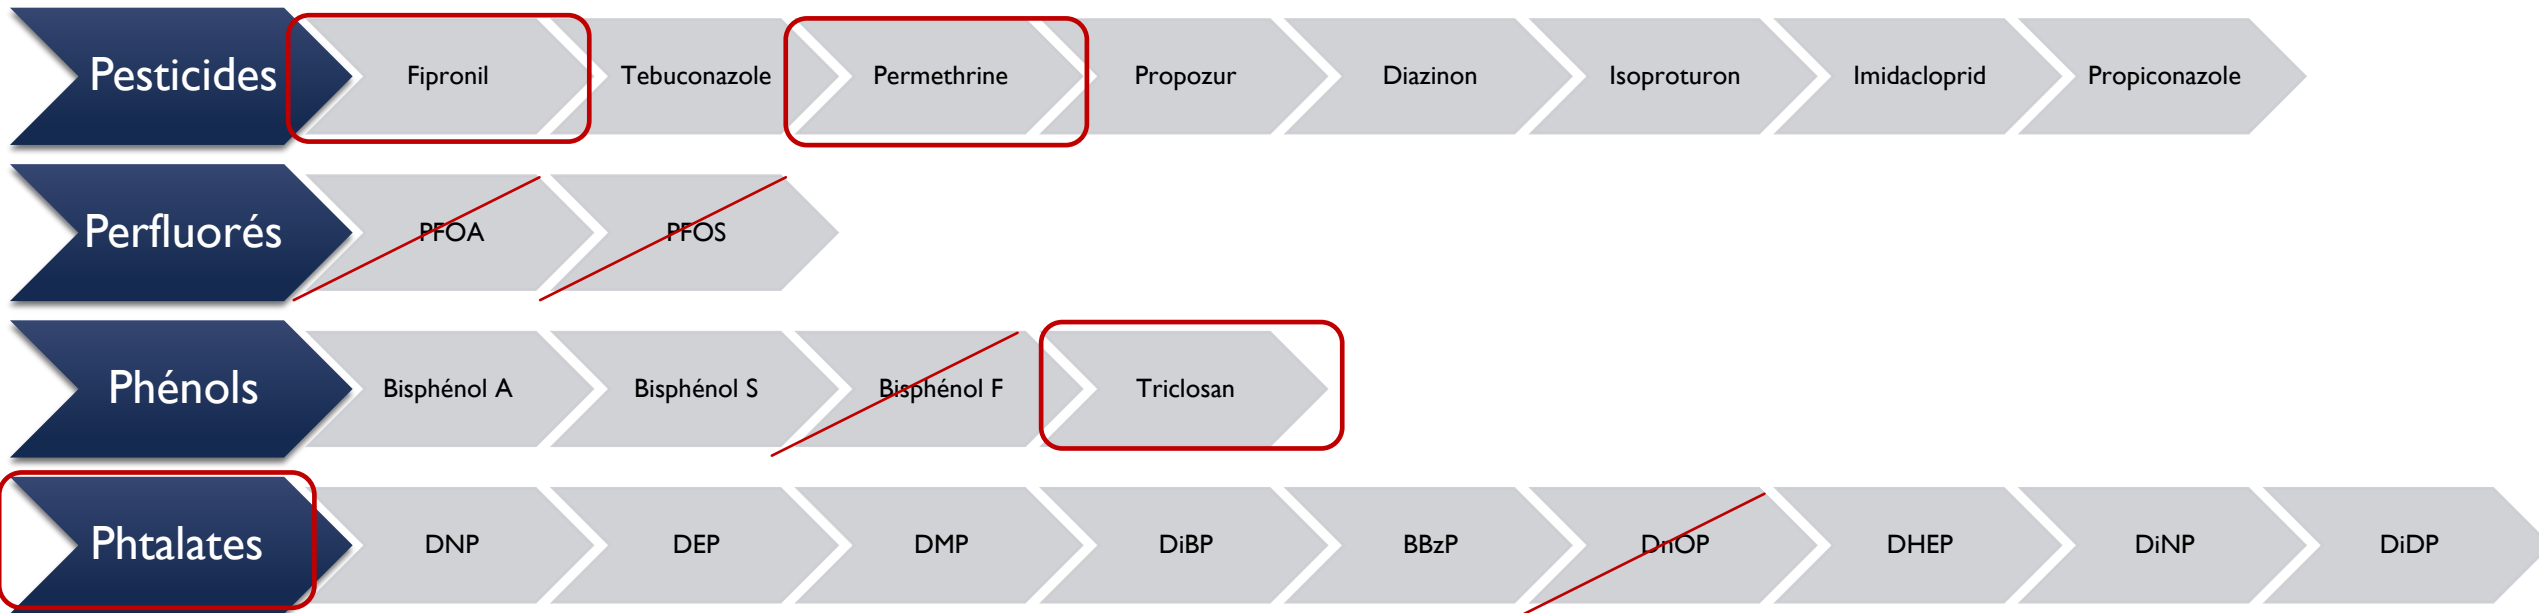 Pesticides Fipronil Tebuconazole Permethrine Propozur Diazinon Isoproturon Imidacloprid Propiconazole
Perfluorés PFOA PFOS
Phénols Bisphénol A Bisphénol S Bisphénol F Triclosan
Phtalates DNP DEP DMP DiBP BBzP DnOP DHEP DiNP DiDP